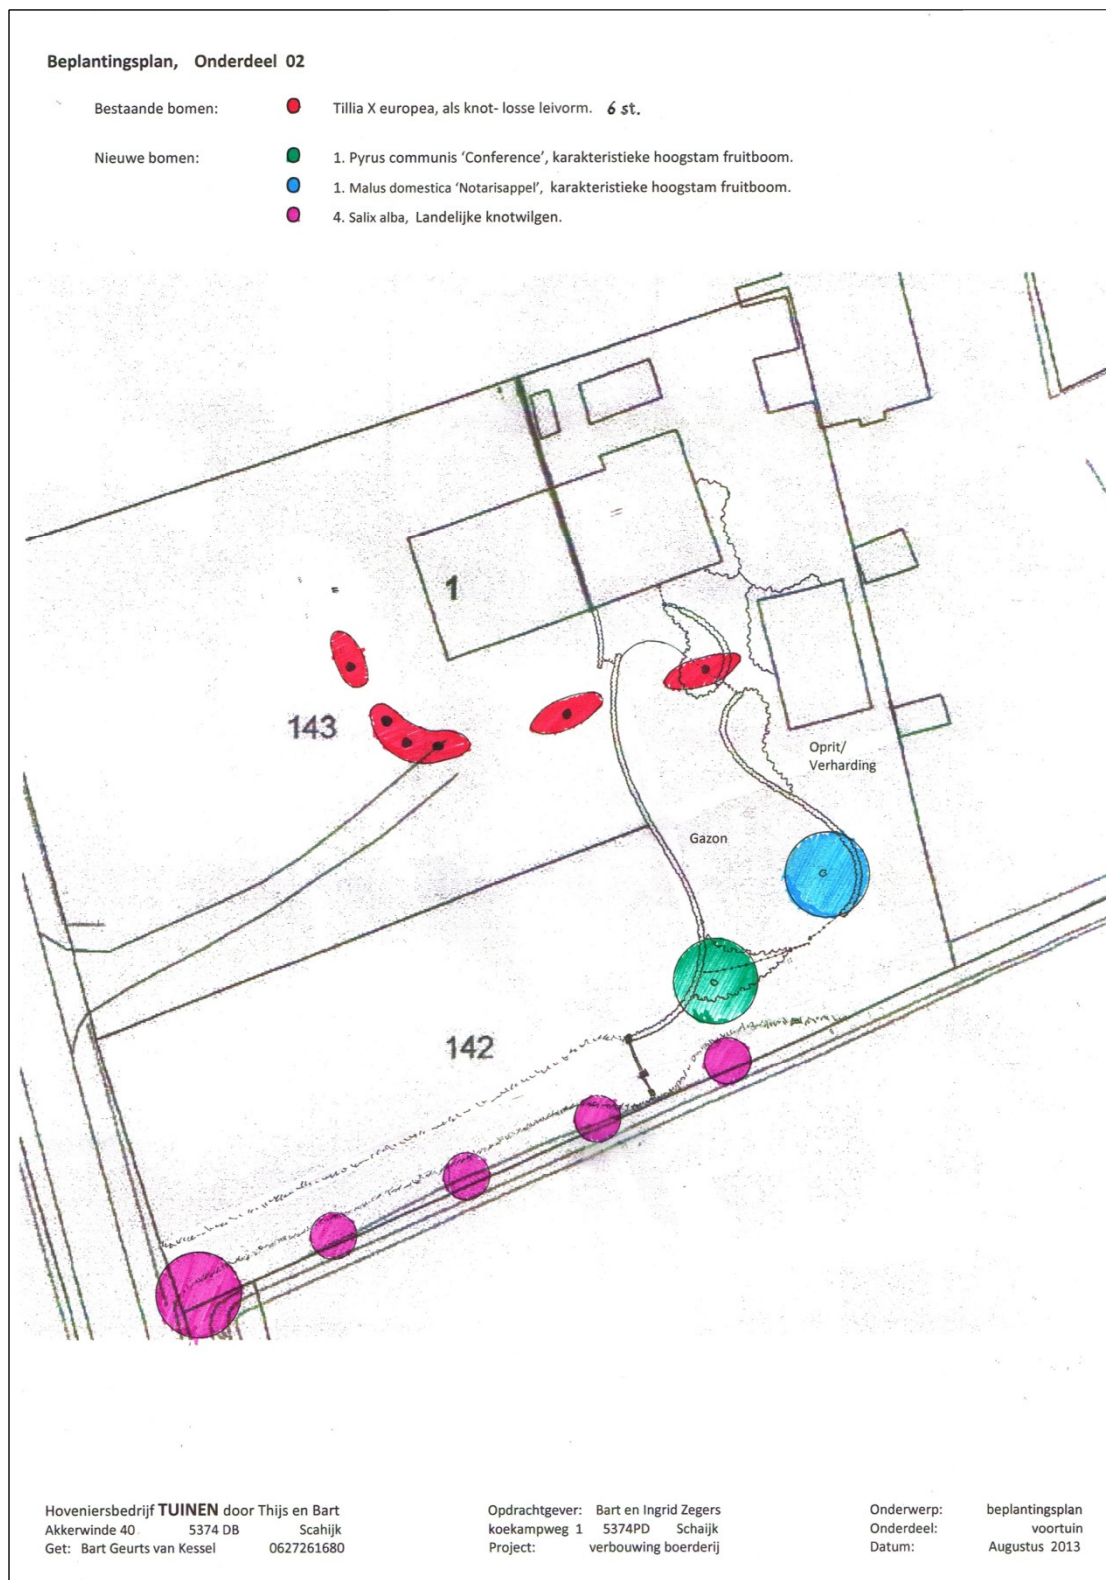 Beplantingsplan, Onderdeel 02
Bestaande bomen: Tillia X europea, als knot- losse leivorm. 6 st.
Nieuwe bomen: 1. Pyrus communis ‘Conference’, karakteristieke hoogstam fruitboom.
1. Malus domestica ‘Notarisappel’, karakteristieke hoogstam fruitboom.
4. Salix alba, Landelijke knotwilgen.
1
143
Oprit/
Verharding
Gazon
142
Hoveniersbedrijf TUINEN door Thijs en Bart
Akkerwinde 40 5374 DB Scahijk
Get: Bart Geurts van Kessel 0627261680
Opdrachtgever: Bart en Ingrid Zegers
koekampweg 1 5374PD Schaijk
Project: verbouwing boerderij
Onderwerp: beplantingsplan
Onderdeel: voortuin
Datum: Augustus 2013